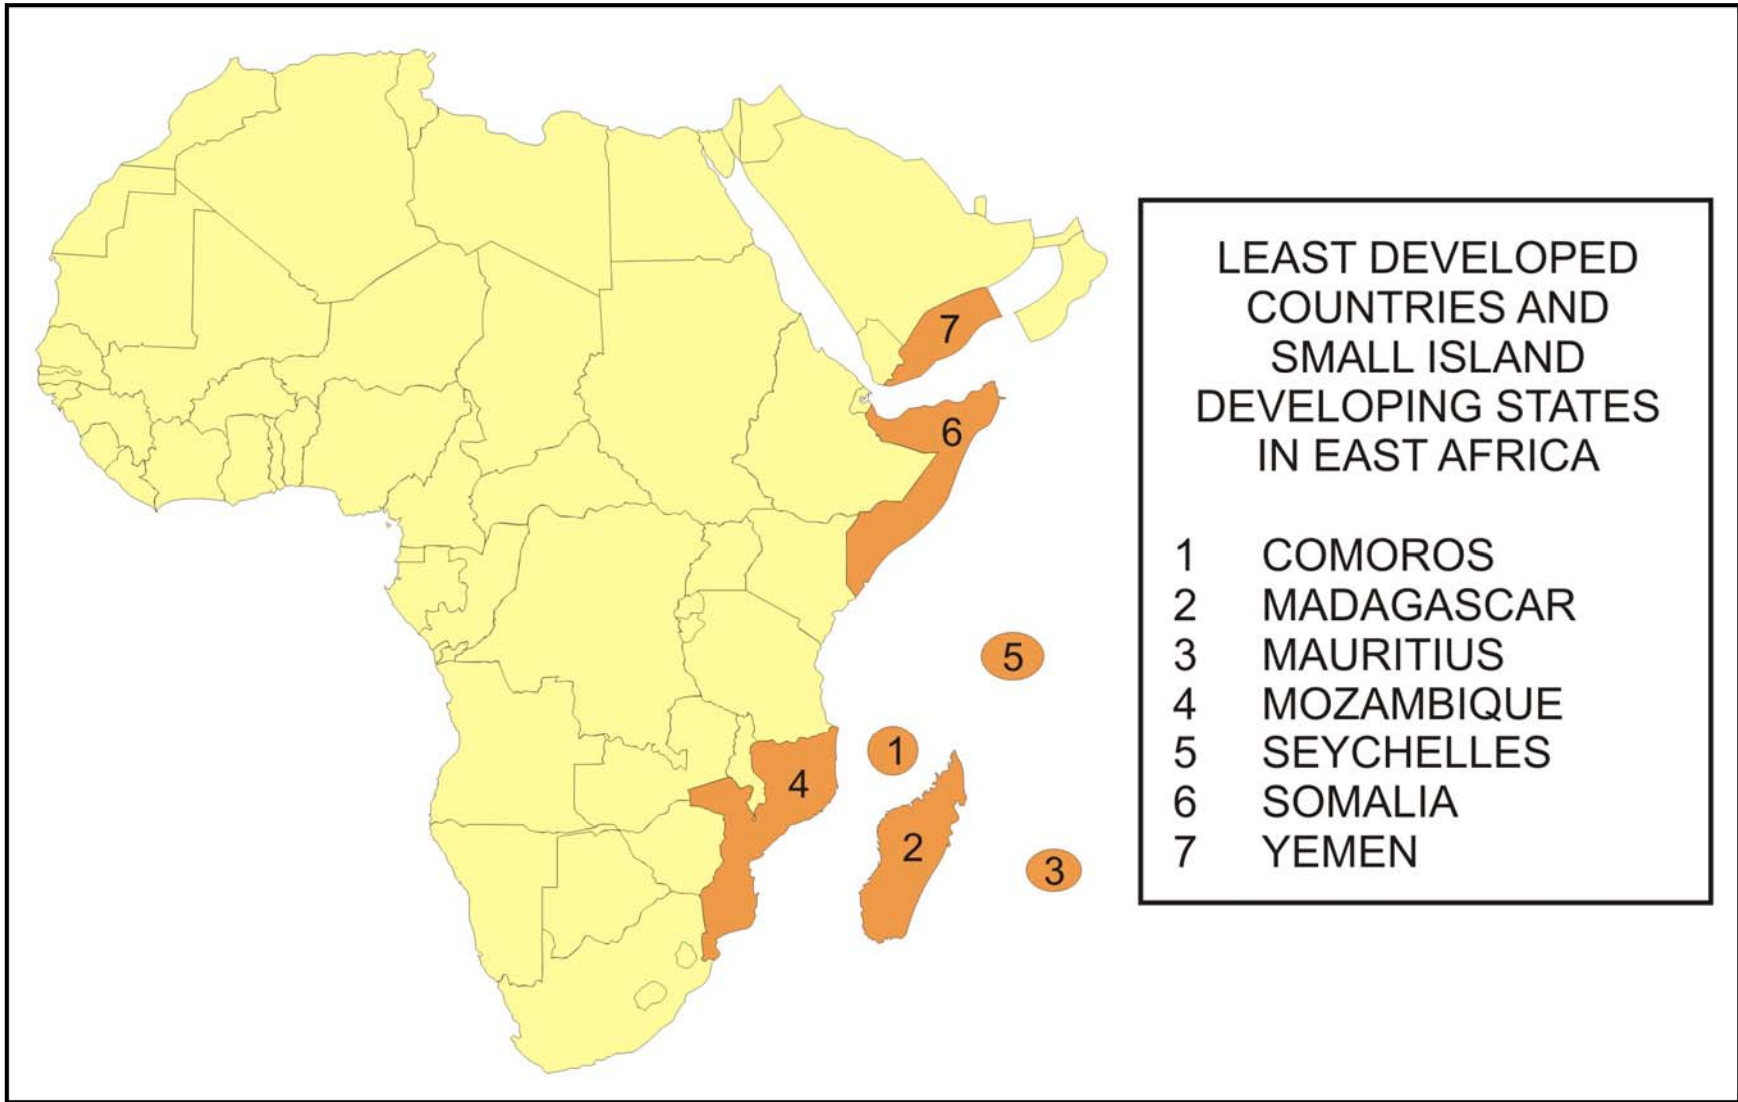 LEAST DEVELOPED
COUNTRIES AND
SMALL ISLAND
DEVELOPING STATES
IN EAST AFRICA
1 COMOROS
2 MADAGASCAR
3 MAURITIUS
4 MOZAMBIQUE
5 SEYCHELLES
6 SOMALIA
7 YEMEN
7
6
5
1
4
2
3